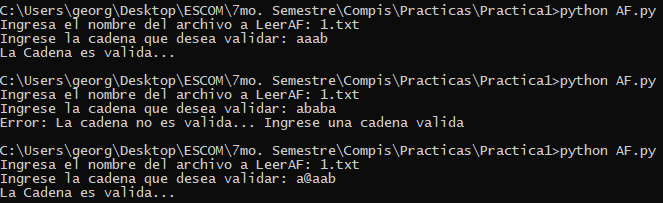 C:\Users\georg\Desktop\ESCOM\7mo. Semestre\Compis\Practicas\Practica1>python AF.py
Ingresa el nombre del archivo a LeerAF: 1.txt
Ingrese la cadena que desea validar: aaab
La Cadena es valida...
C:\Users\georg\Desktop\ESCOM\7mo. Semestre\Compis\Practicas\Practica1>python AF.py
Ingresa el nombre del archivo a LeerAF: 1.txt
Ingrese la cadena que desea validar: ababa
Error: La cadena no es valida... Ingrese una cadena valida
C:\Users\georg\Desktop\ESCOM\7mo. Semestre\Compis\Practicas\Practica1>python AF.py
Ingresa el nombre del archivo a LeerAF: 1.txt
Ingrese la cadena que desea validar: a@aab
La Cadena es valida...